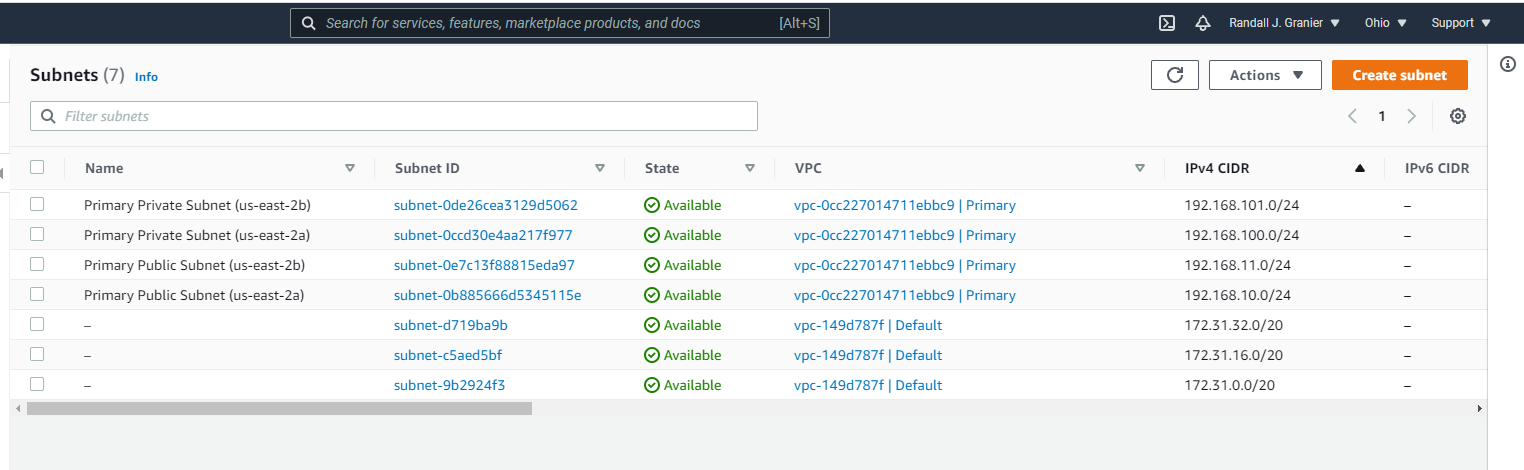 Search for services, features, marketplace products, and docs [Alt+S] Randall J. Granier Ohio Support
Subnets (7) Info Actions Create subnet
Filter subnets 1
Name Subnet ID State VPC IPv4 CIDR IPv6 CIDR
Primary Private Subnet (us-east-2b) subnet-0de26cea3129d5062 Available vpc-0cc227014711ebbc9 | Primary 192.168.101.0/24 –
Primary Private Subnet (us-east-2a) subnet-0ccd30e4aa217f977 Available vpc-0cc227014711ebbc9 | Primary 192.168.100.0/24 –
Primary Public Subnet (us-east-2b) subnet-0e7c13f88815eda97 Available vpc-0cc227014711ebbc9 | Primary 192.168.11.0/24 –
Primary Public Subnet (us-east-2a) subnet-0b885666d5345115e Available vpc-0cc227014711ebbc9 | Primary 192.168.10.0/24 –
– subnet-d719ba9b Available vpc-149d787f | Default 172.31.32.0/20 –
– subnet-c5aed5bf Available vpc-149d787f | Default 172.31.16.0/20 –
– subnet-9b2924f3 Available vpc-149d787f | Default 172.31.0.0/20 –